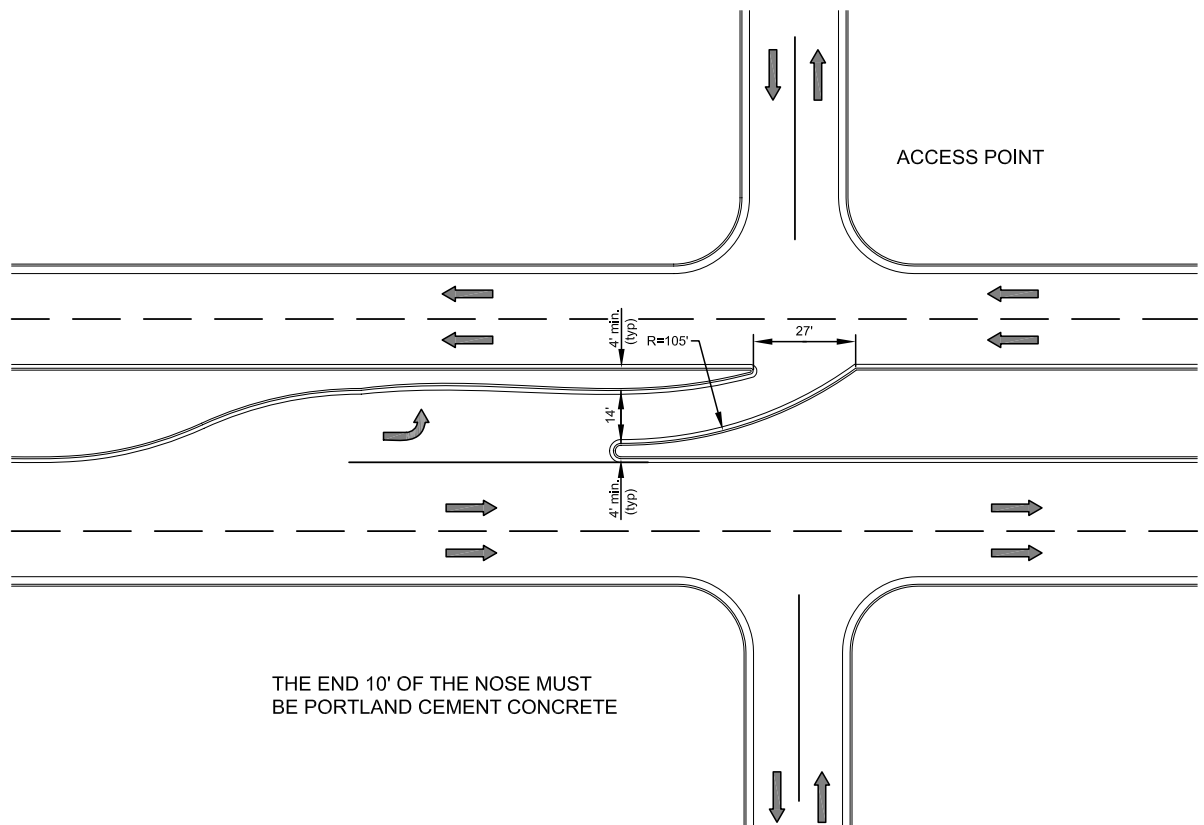 ACCESS POINT
4' min.
(typ)
R=105'
27'
14'
4' min.
(typ)
THE END 10' OF THE NOSE MUST
BE PORTLAND CEMENT CONCRETE